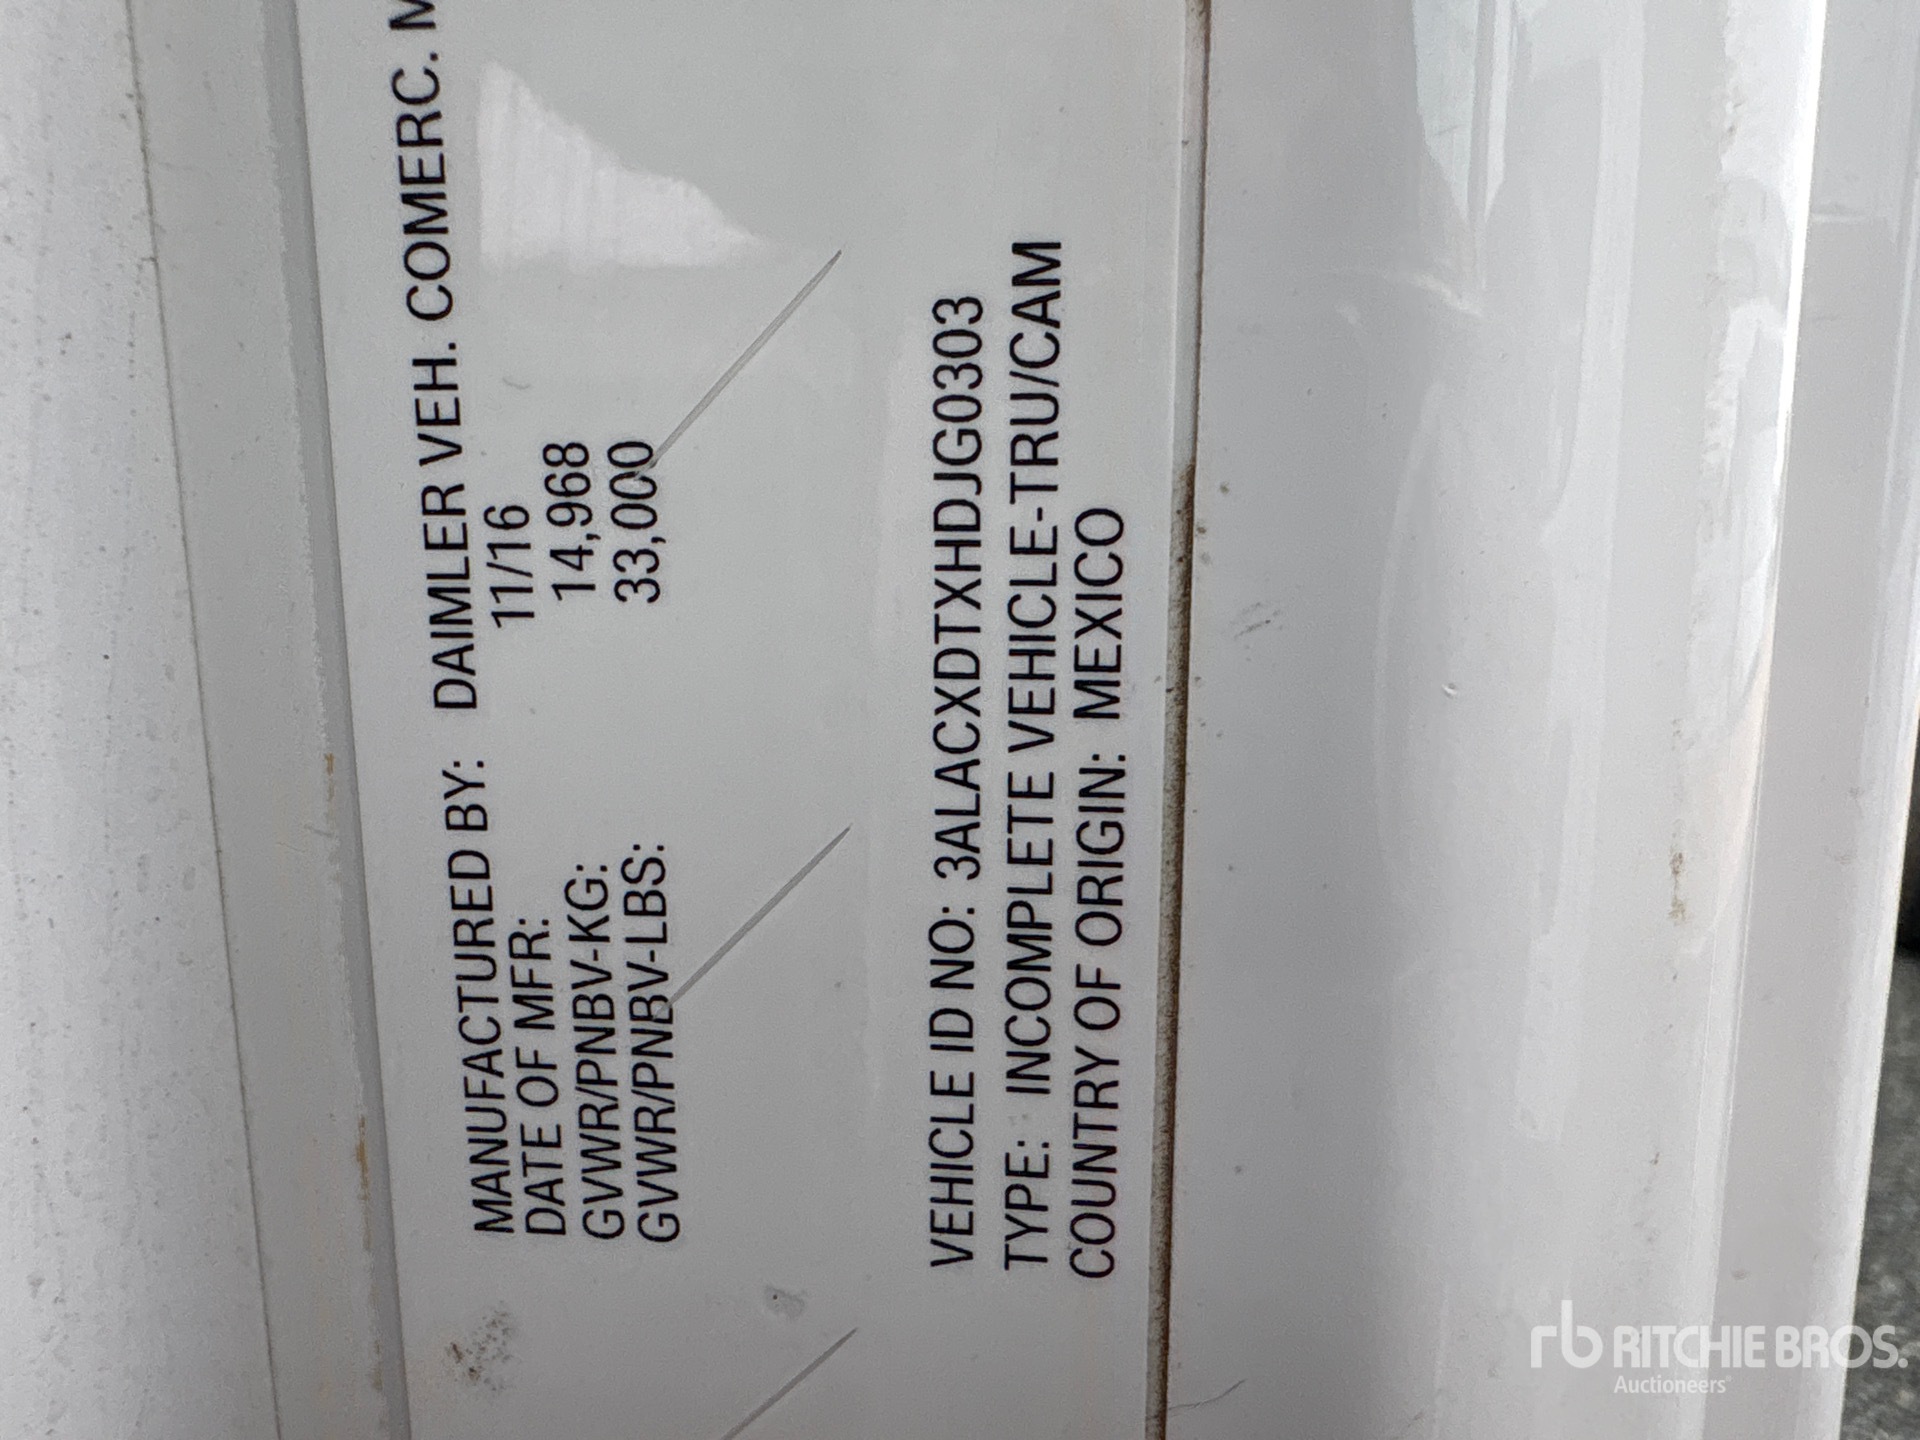 MANUFACTURED BY: DAIMLER VEH. COMERC.
DATE OF MFR: 11/16
GVWR/PNBV-KG: 14,968
GVWR/PNBV-LBS: 33,000
VEHICLE ID NO: 3ALACXDTXHDJG0303
TYPE: INCOMPLETE VEHICLE-TRU/CAM
COUNTRY OF ORIGIN: MEXICO
rb RITCHIE BROS.
Auctioneers